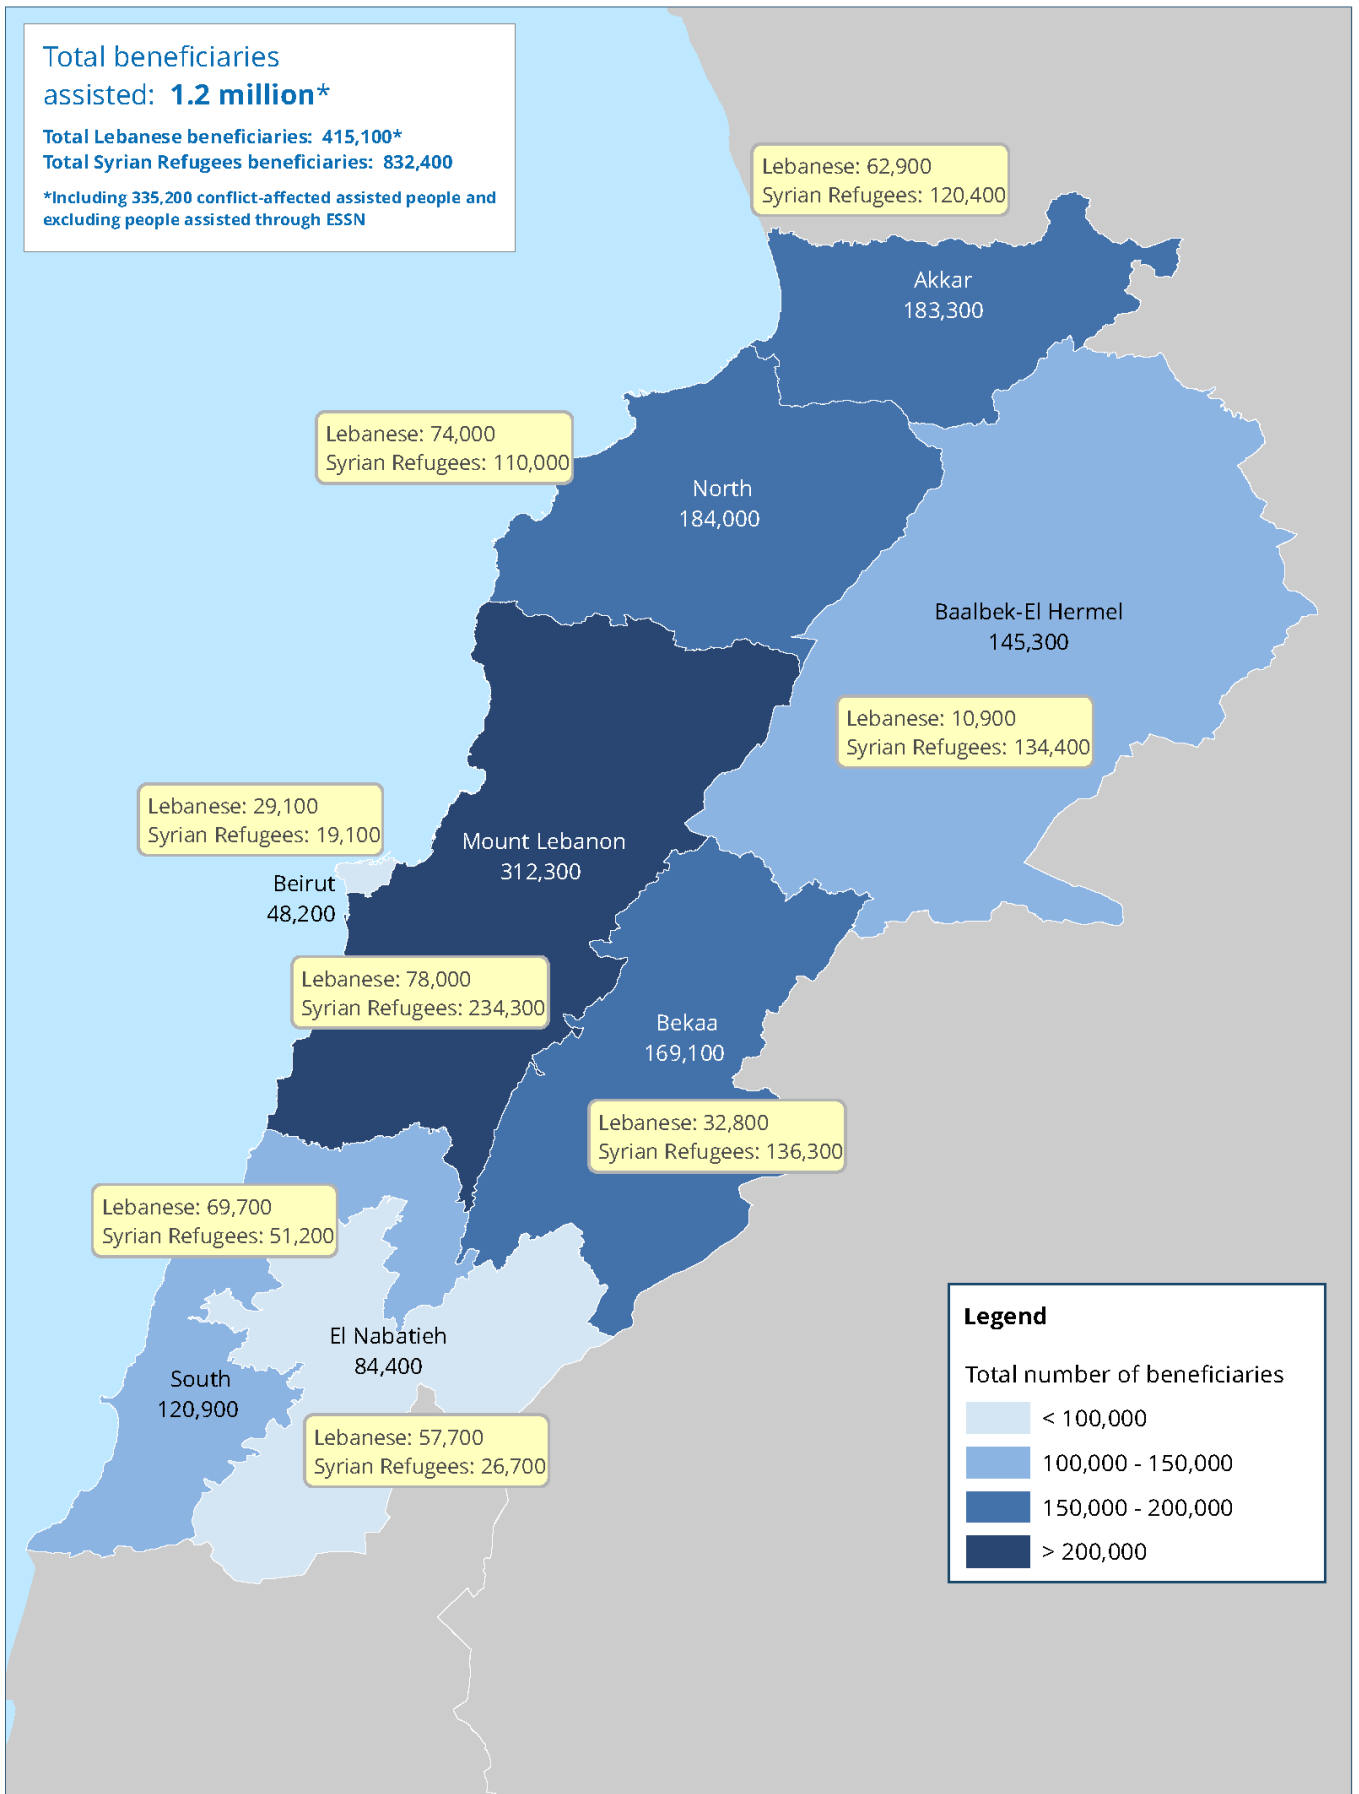 Total beneficiaries
assisted: 1.2 million*
Total Lebanese beneficiaries: 415,100*
Total Syrian Refugees beneficiaries: 832,400
*Including 335,200 conflict-affected assisted people and
excluding people assisted through ESSN
Lebanese: 62,900
Syrian Refugees: 120,400
Akkar
183,300
Lebanese: 74,000
Syrian Refugees: 110,000
North
184,000
Baalbek-El Hermel
145,300
Lebanese: 10,900
Syrian Refugees: 134,400
Lebanese: 29,100
Syrian Refugees: 19,100
Beirut
48,200
Mount Lebanon
312,300
Lebanese: 78,000
Syrian Refugees: 234,300
Bekaa
169,100
Lebanese: 32,800
Syrian Refugees: 136,300
Lebanese: 69,700
Syrian Refugees: 51,200
El Nabatieh
84,400
South
120,900
Lebanese: 57,700
Syrian Refugees: 26,700
Legend
Total number of beneficiaries
< 100,000
100,000 - 150,000
150,000 - 200,000
> 200,000